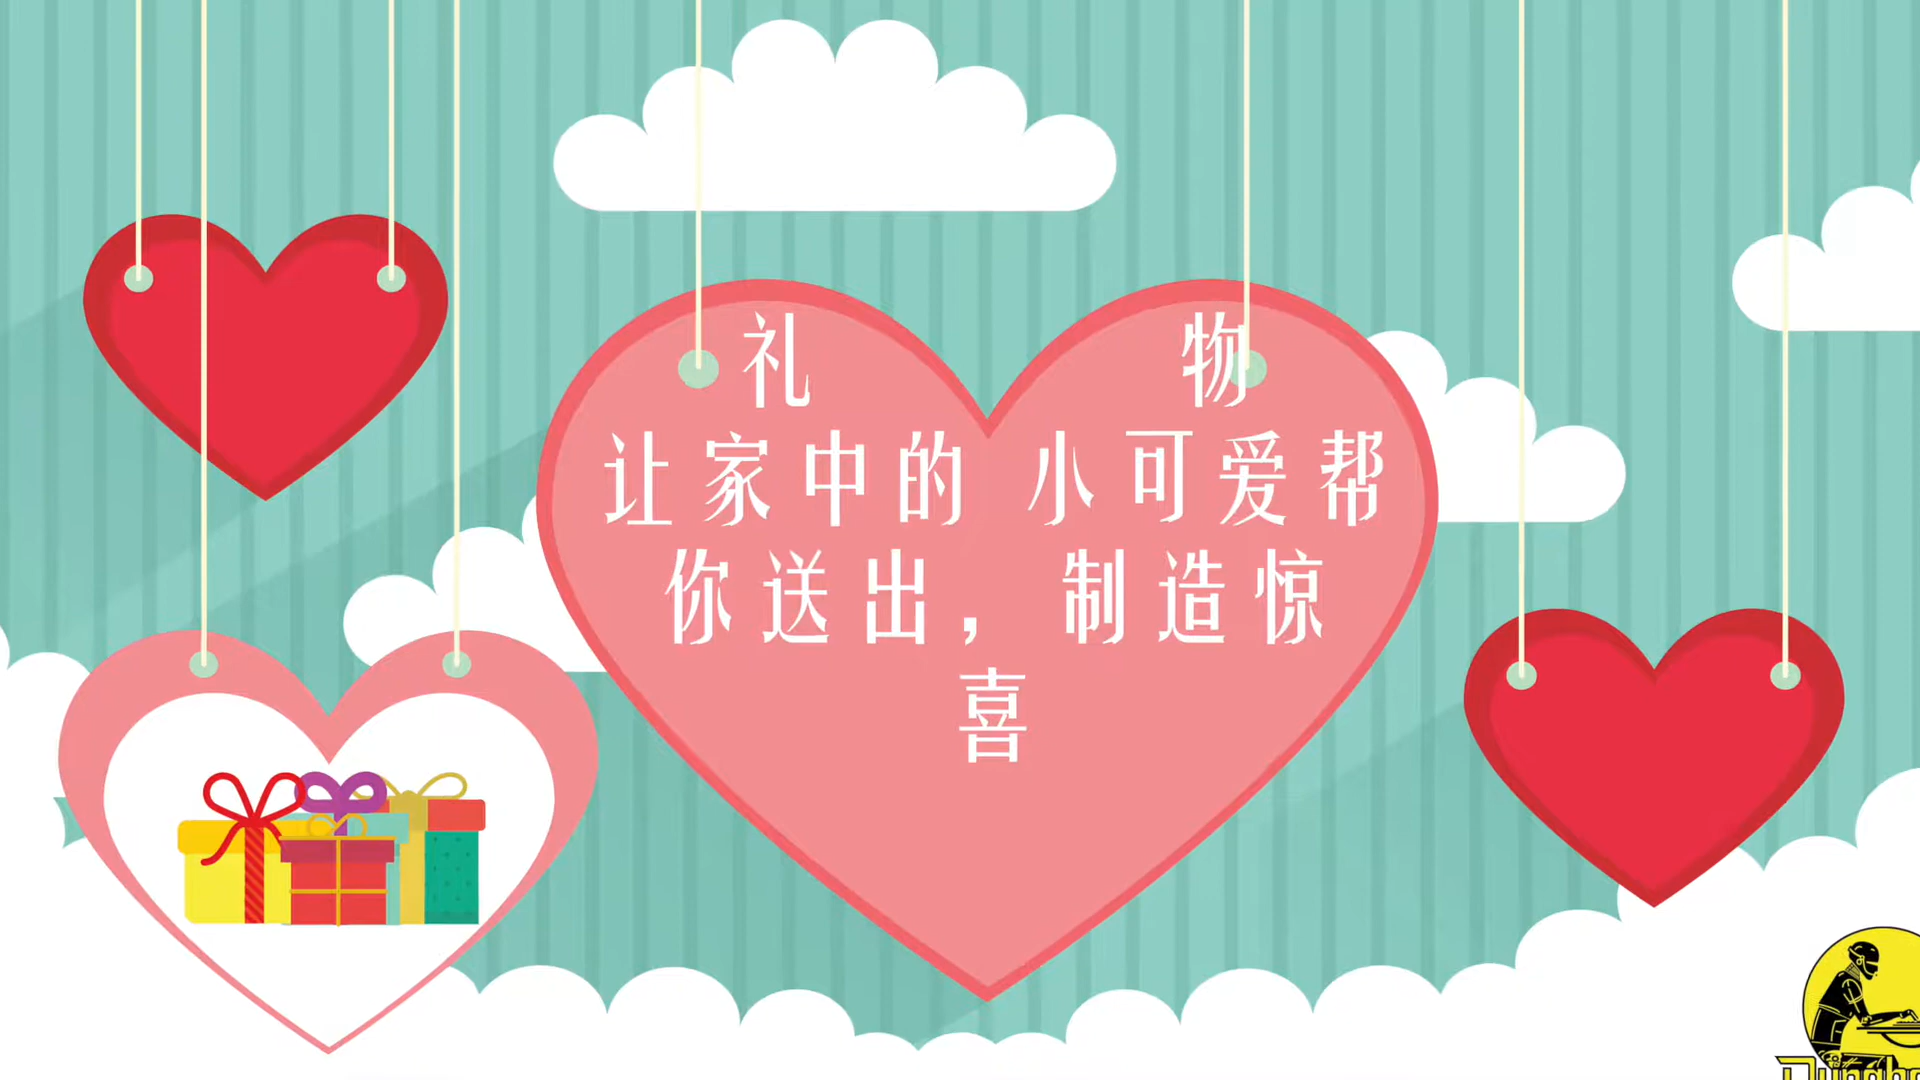 礼 物
让家中的 小可爱帮
你送出， 制造惊
喜